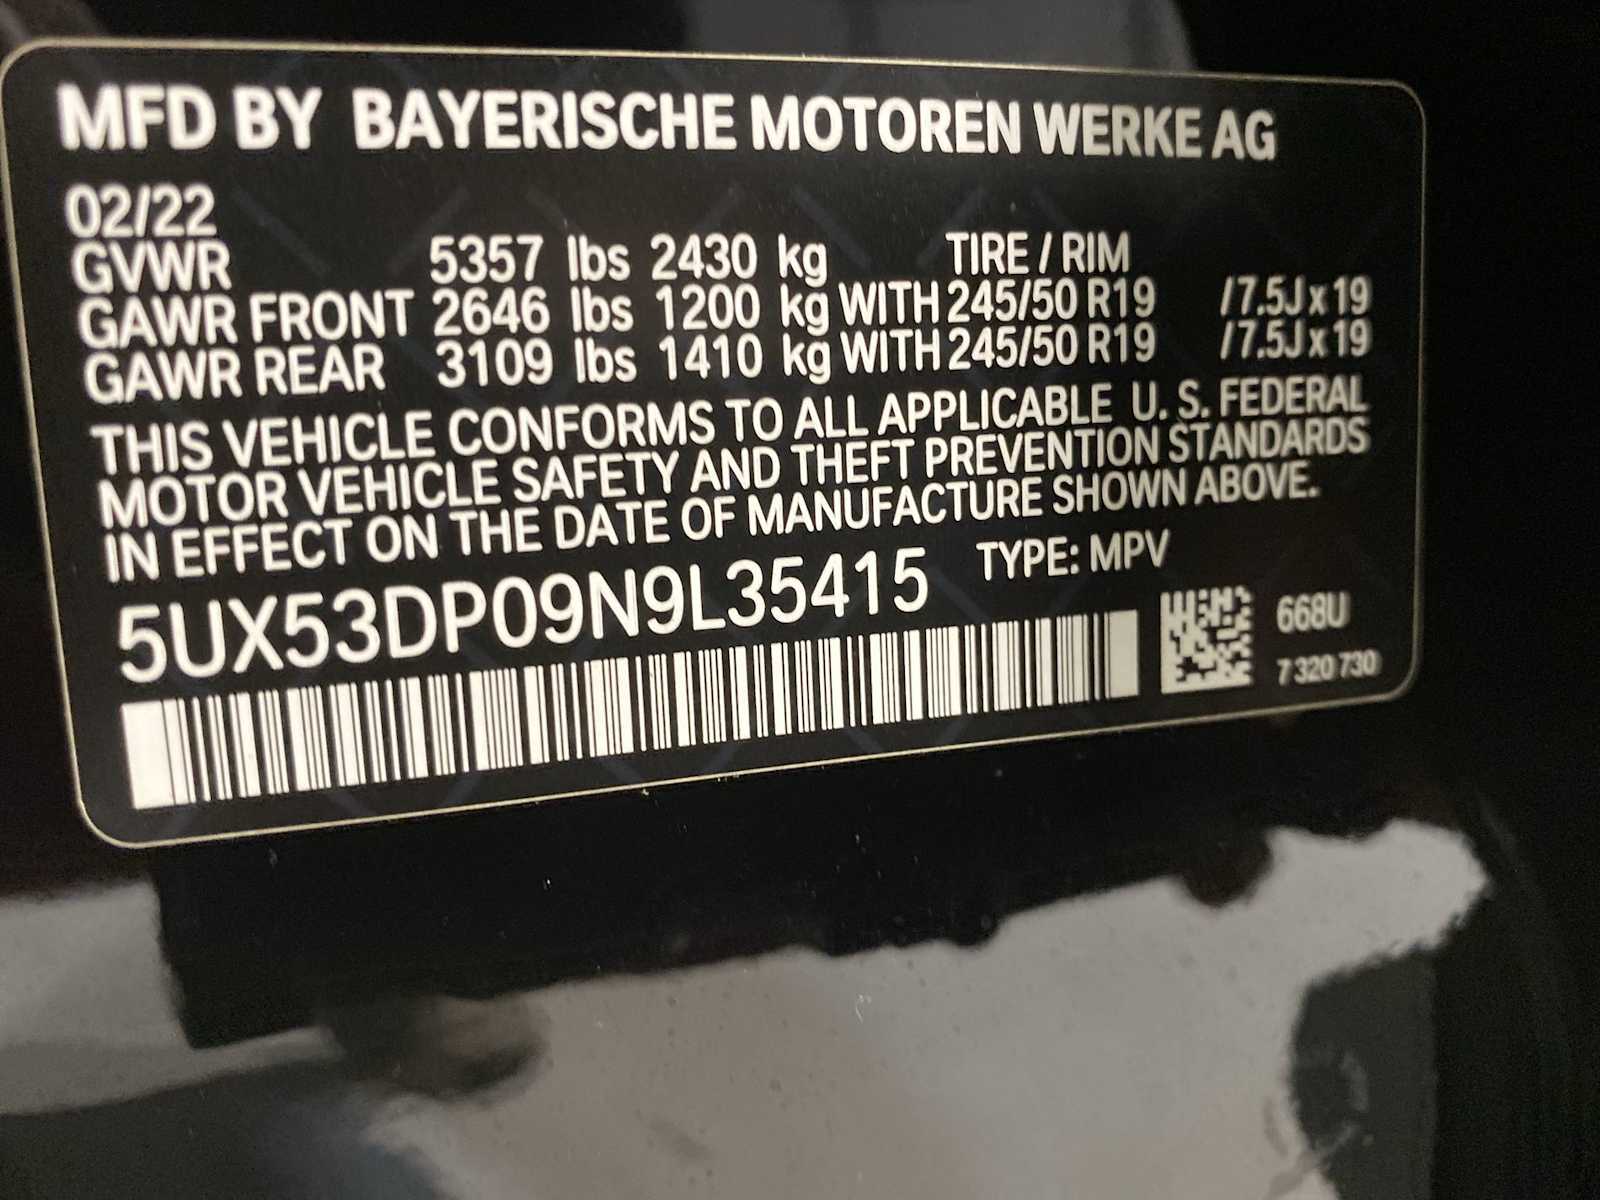 MFD BY BAYERISCHE MOTOREN WERKE AG
02/22
GVWR 5357 lbs 2430 kg TIRE / RIM
GAWR FRONT 2646 lbs 1200 kg WITH 245/50 R19 /7.5J x 19
GAWR REAR 3109 lbs 1410 kg WITH 245/50 R19 /7.5J x 19
THIS VEHICLE CONFORMS TO ALL APPLICABLE U. S. FEDERAL
MOTOR VEHICLE SAFETY AND THEFT PREVENTION STANDARDS
IN EFFECT ON THE DATE OF MANUFACTURE SHOWN ABOVE.
5UX53DP09N9L35415 TYPE: MPV
668U
7 320 730